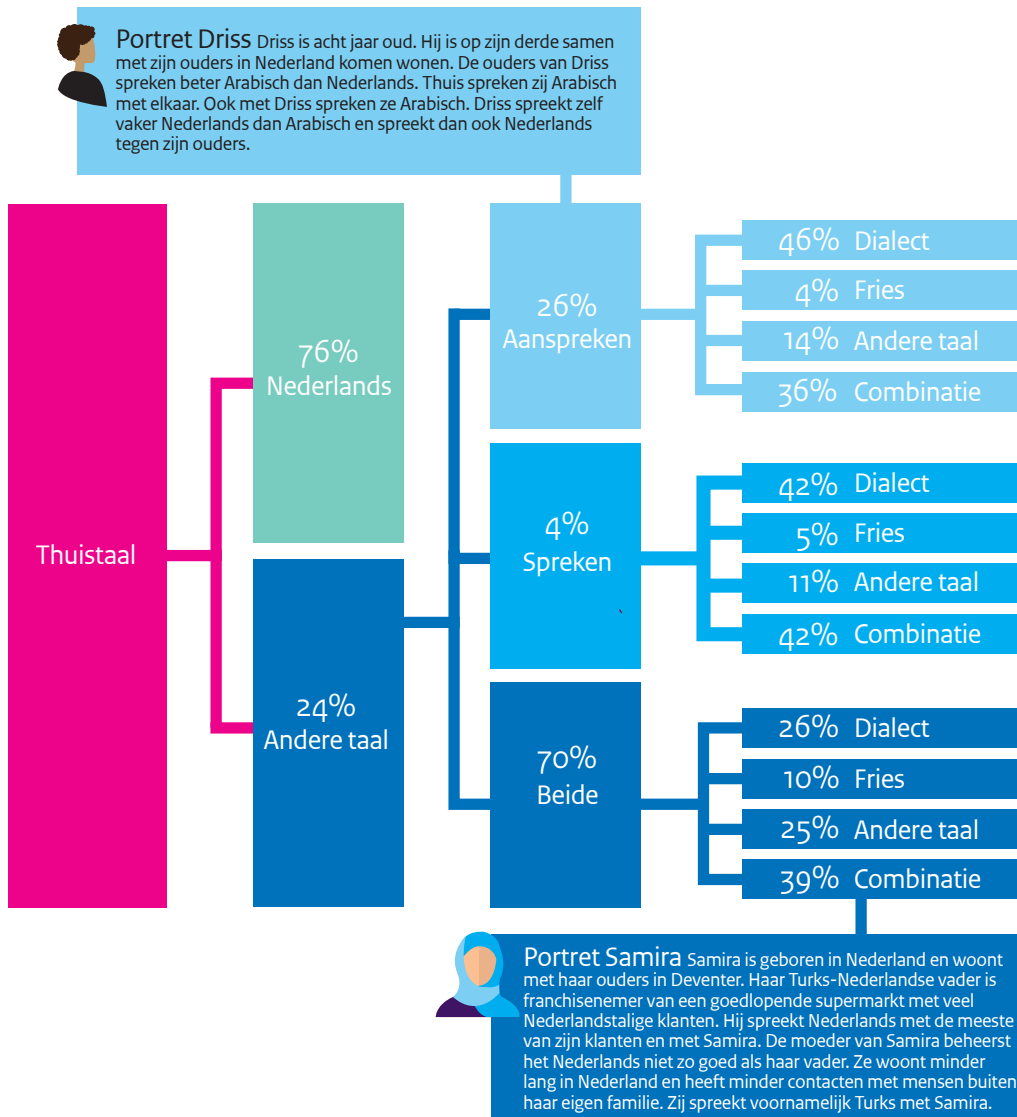 Portret Driss Driss is acht jaar oud. Hij is op zijn derde samen
met zijn ouders in Nederland komen wonen. De ouders van Driss
spreken beter Arabisch dan Nederlands. Thuis spreken zij Arabisch
met elkaar. Ook met Driss spreken ze Arabisch. Driss spreekt zelf
vaker Nederlands dan Arabisch en spreekt dan ook Nederlands
tegen zijn ouders.
Thuistaal
76%
Nederlands
24%
Andere taal
26%
Aanspreken
46% Dialect
4% Fries
14% Andere taal
36% Combinatie
4%
Spreken
42% Dialect
5% Fries
11% Andere taal
42% Combinatie
70%
Beide
26% Dialect
10% Fries
25% Andere taal
39% Combinatie
Portret Samira Samira is geboren in Nederland en woont
met haar ouders in Deventer. Haar Turks-Nederlandse vader is
franchisenemer van een goedlopende supermarkt met veel
Nederlandstalige klanten. Hij spreekt Nederlands met de meeste
van zijn klanten en met Samira. De moeder van Samira beheerst
het Nederlands niet zo goed als haar vader. Ze woont minder
lang in Nederland en heeft minder contacten met mensen buiten
haar eigen familie. Zij spreekt voornamelijk Turks met Samira.